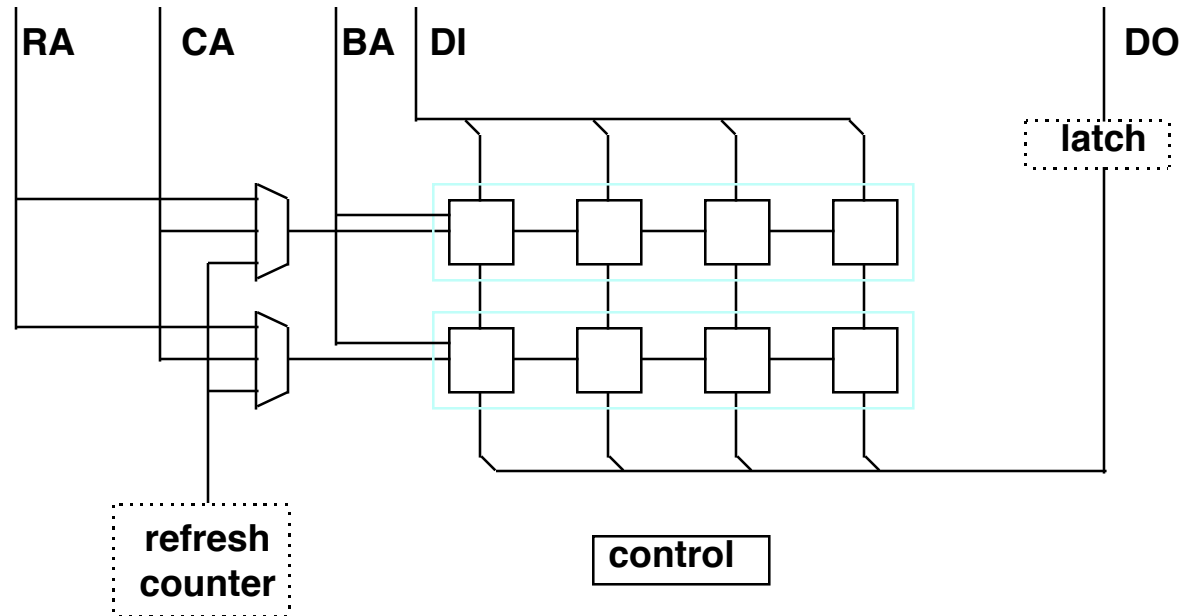 RA
CA
BA
DI
DO
latch
refresh
counter
control